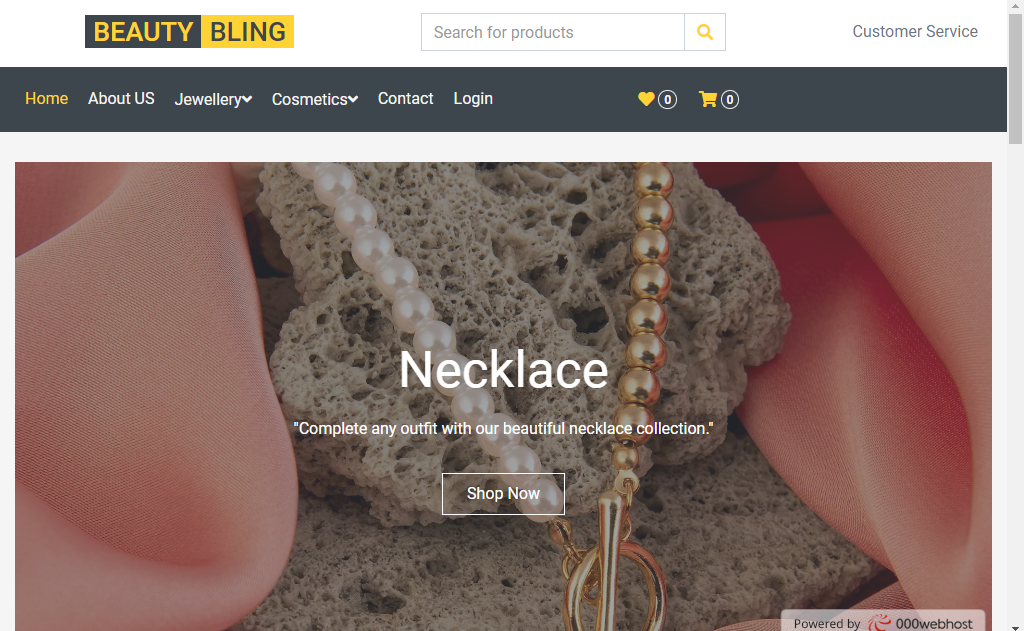 BEAUTY BLING
Search for products
Customer Service
Home About US Jewellery Cosmetics Contact Login 0 0
Necklace
"Complete any outfit with our beautiful necklace collection."
Shop Now
Powered by 000webhost